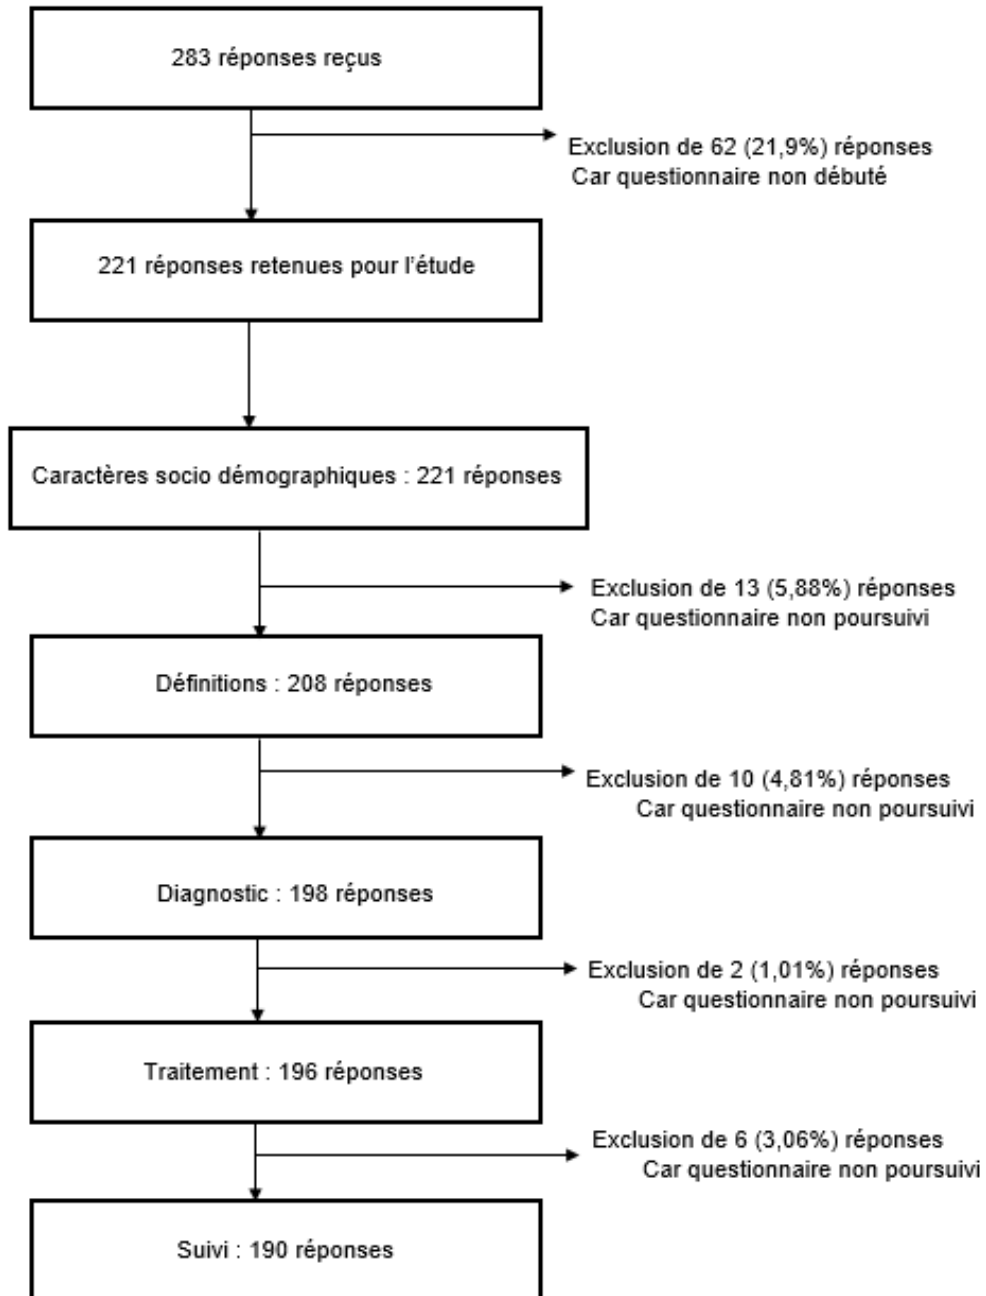 283 réponses reçus
Exclusion de 62 (21,9%) réponses
Car questionnaire non débuté
221 réponses retenues pour l'étude
Caractères socio démographiques : 221 réponses
Exclusion de 13 (5,88%) réponses
Car questionnaire non poursuivi
Définitions : 208 réponses
Exclusion de 10 (4,81%) réponses
Car questionnaire non poursuivi
Diagnostic : 198 réponses
Exclusion de 2 (1,01%) réponses
Car questionnaire non poursuivi
Traitement : 196 réponses
Exclusion de 6 (3,06%) réponses
Car questionnaire non poursuivi
Suivi : 190 réponses